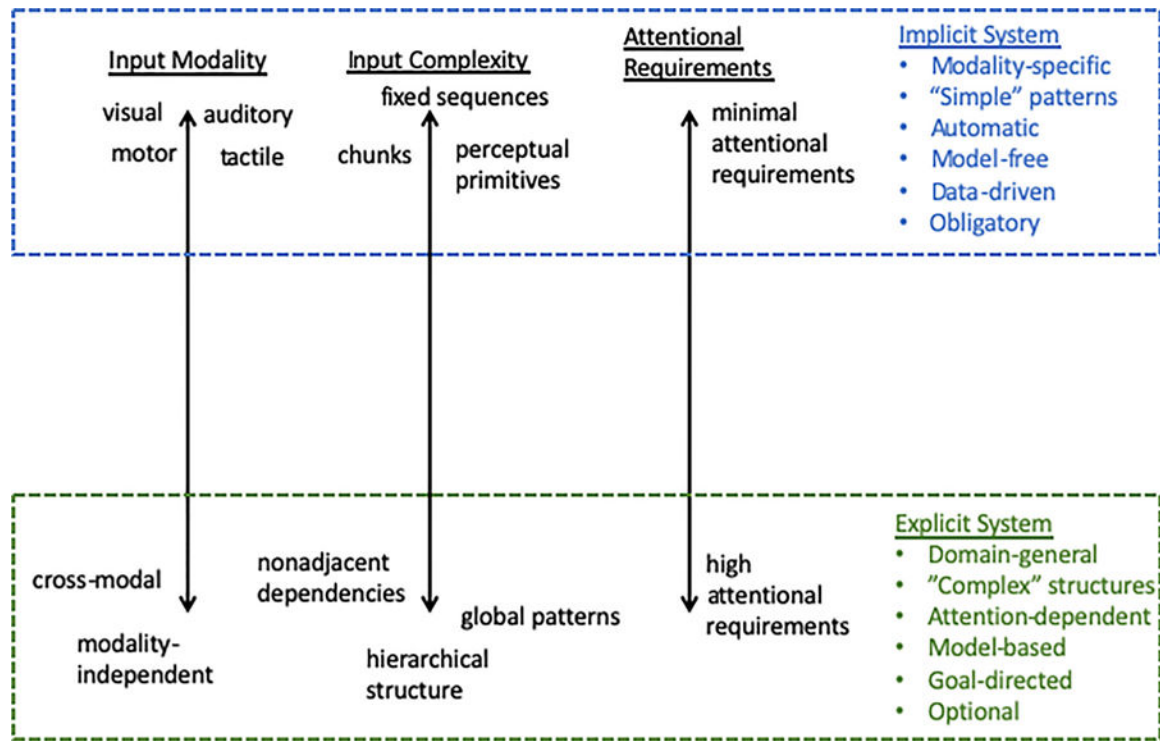 Input Modality
visual auditory
motor tactile
Input Complexity
fixed sequences
chunks
perceptual
primitives
Attentional
Requirements
minimal
attentional
requirements
Implicit System
• Modality-specific
• “Simple” patterns
• Automatic
• Model-free
• Data-driven
• Obligatory
cross-modal
modality-
independent
nonadjacent
dependencies
global patterns
hierarchical
structure
high
attentional
requirements
Explicit System
• Domain-general
• ”Complex” structures
• Attention-dependent
• Model-based
• Goal-directed
• Optional